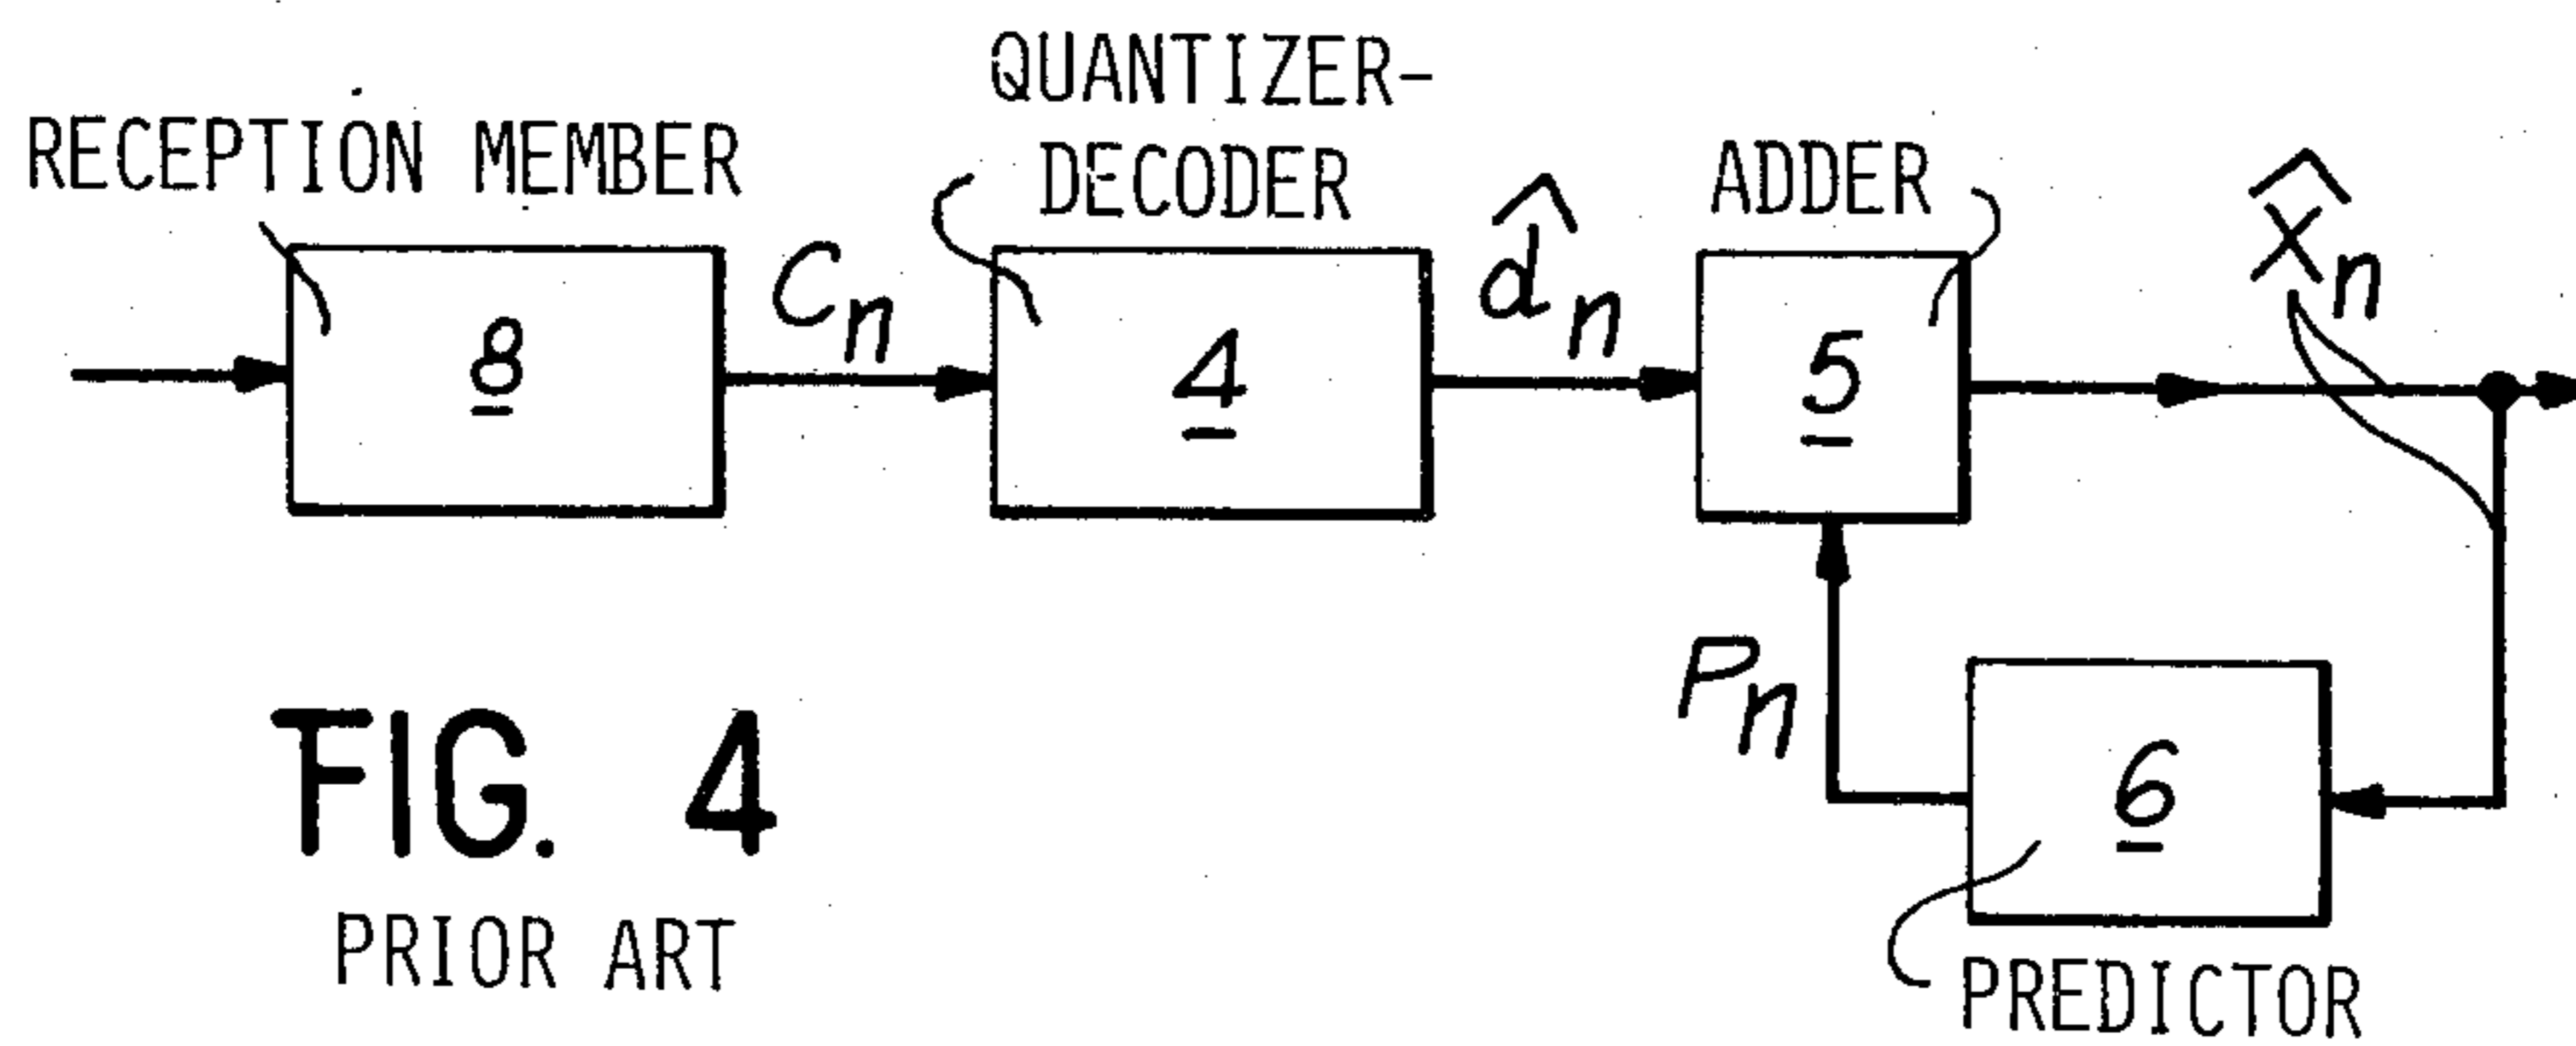 RECEPTION MEMBER
QUANTIZER-
DECODER
ADDER
8
Cₙ
4
d̂ₙ
5
x̂ₙ
Pₙ
6
PREDICTOR
FIG. 4
PRIOR ART